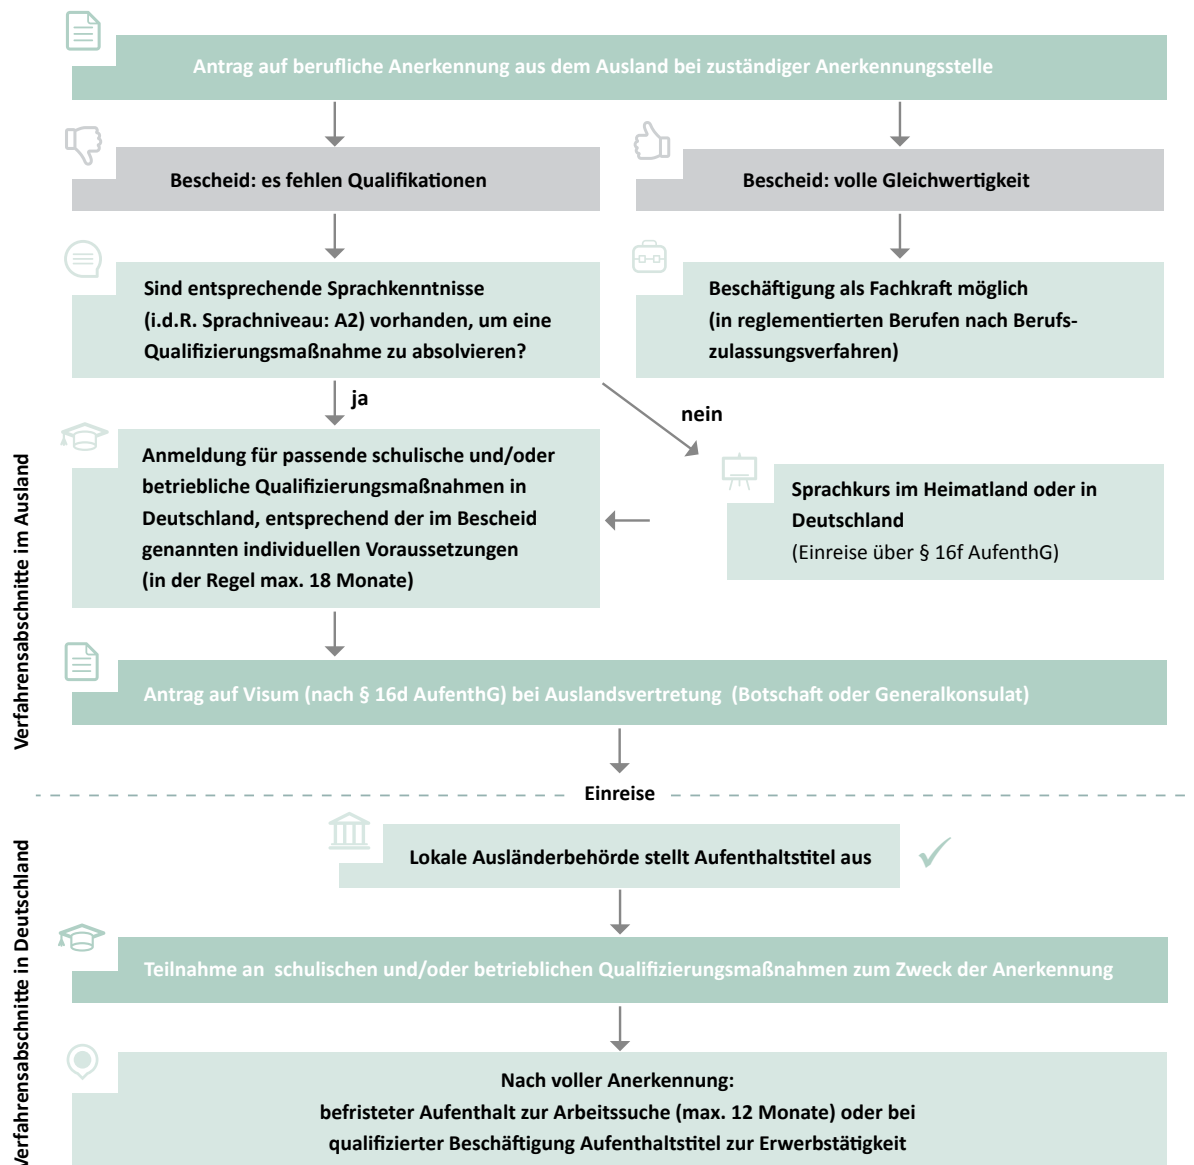 Antrag auf berufliche Anerkennung aus dem Ausland bei zuständiger Anerkennungsstelle
Bescheid: es fehlen Qualifikationen
Bescheid: volle Gleichwertigkeit
Sind entsprechende Sprachkenntnisse
(i.d.R. Sprachniveau: A2) vorhanden, um eine
Qualifizierungsmaßnahme zu absolvieren?
Beschäftigung als Fachkraft möglich
(in reglementierten Berufen nach Berufs-
zulassungsverfahren)
ja
nein
Anmeldung für passende schulische und/oder
betriebliche Qualifizierungsmaßnahmen in
Deutschland, entsprechend der im Bescheid
genannten individuellen Voraussetzungen
(in der Regel max. 18 Monate)
Sprachkurs im Heimatland oder in
Deutschland
(Einreise über § 16f AufenthG)
Verfahrensabschnitte im Ausland
Antrag auf Visum (nach § 16d AufenthG) bei Auslandsvertretung (Botschaft oder Generalkonsulat)
Einreise
Lokale Ausländerbehörde stellt Aufenthaltstitel aus
Verfahrensabschnitte in Deutschland
Teilnahme an schulischen und/oder betrieblichen Qualifizierungsmaßnahmen zum Zweck der Anerkennung
Nach voller Anerkennung:
befristeter Aufenthalt zur Arbeitssuche (max. 12 Monate) oder bei
qualifizierter Beschäftigung Aufenthaltstitel zur Erwerbstätigkeit